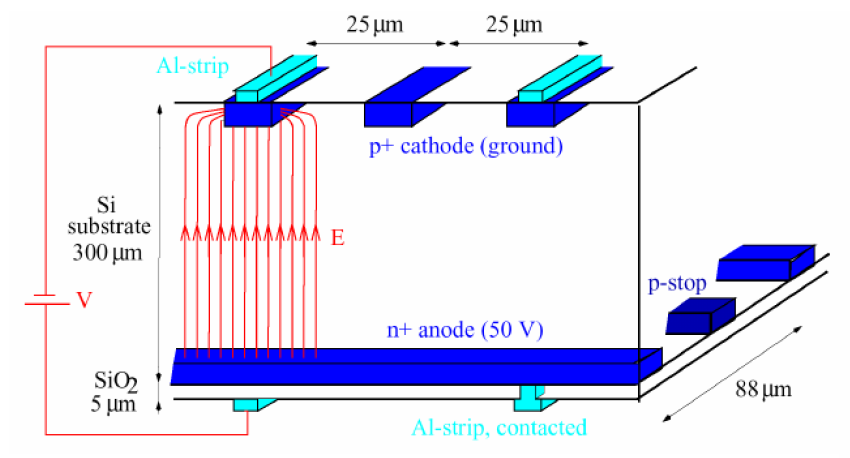 25 μm
25 μm
Al-strip
p+ cathode (ground)
Si
substrate
300 μm
E
V
p-stop
n+ anode (50 V)
SiO2
5 μm
88 μm
Al-strip, contacted